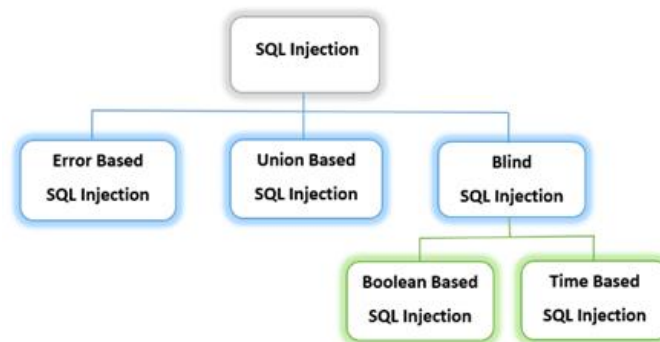 SQL Injection
Error Based
SQL Injection
Union Based
SQL Injection
Blind
SQL Injection
Boolean Based
SQL Injection
Time Based
SQL Injection